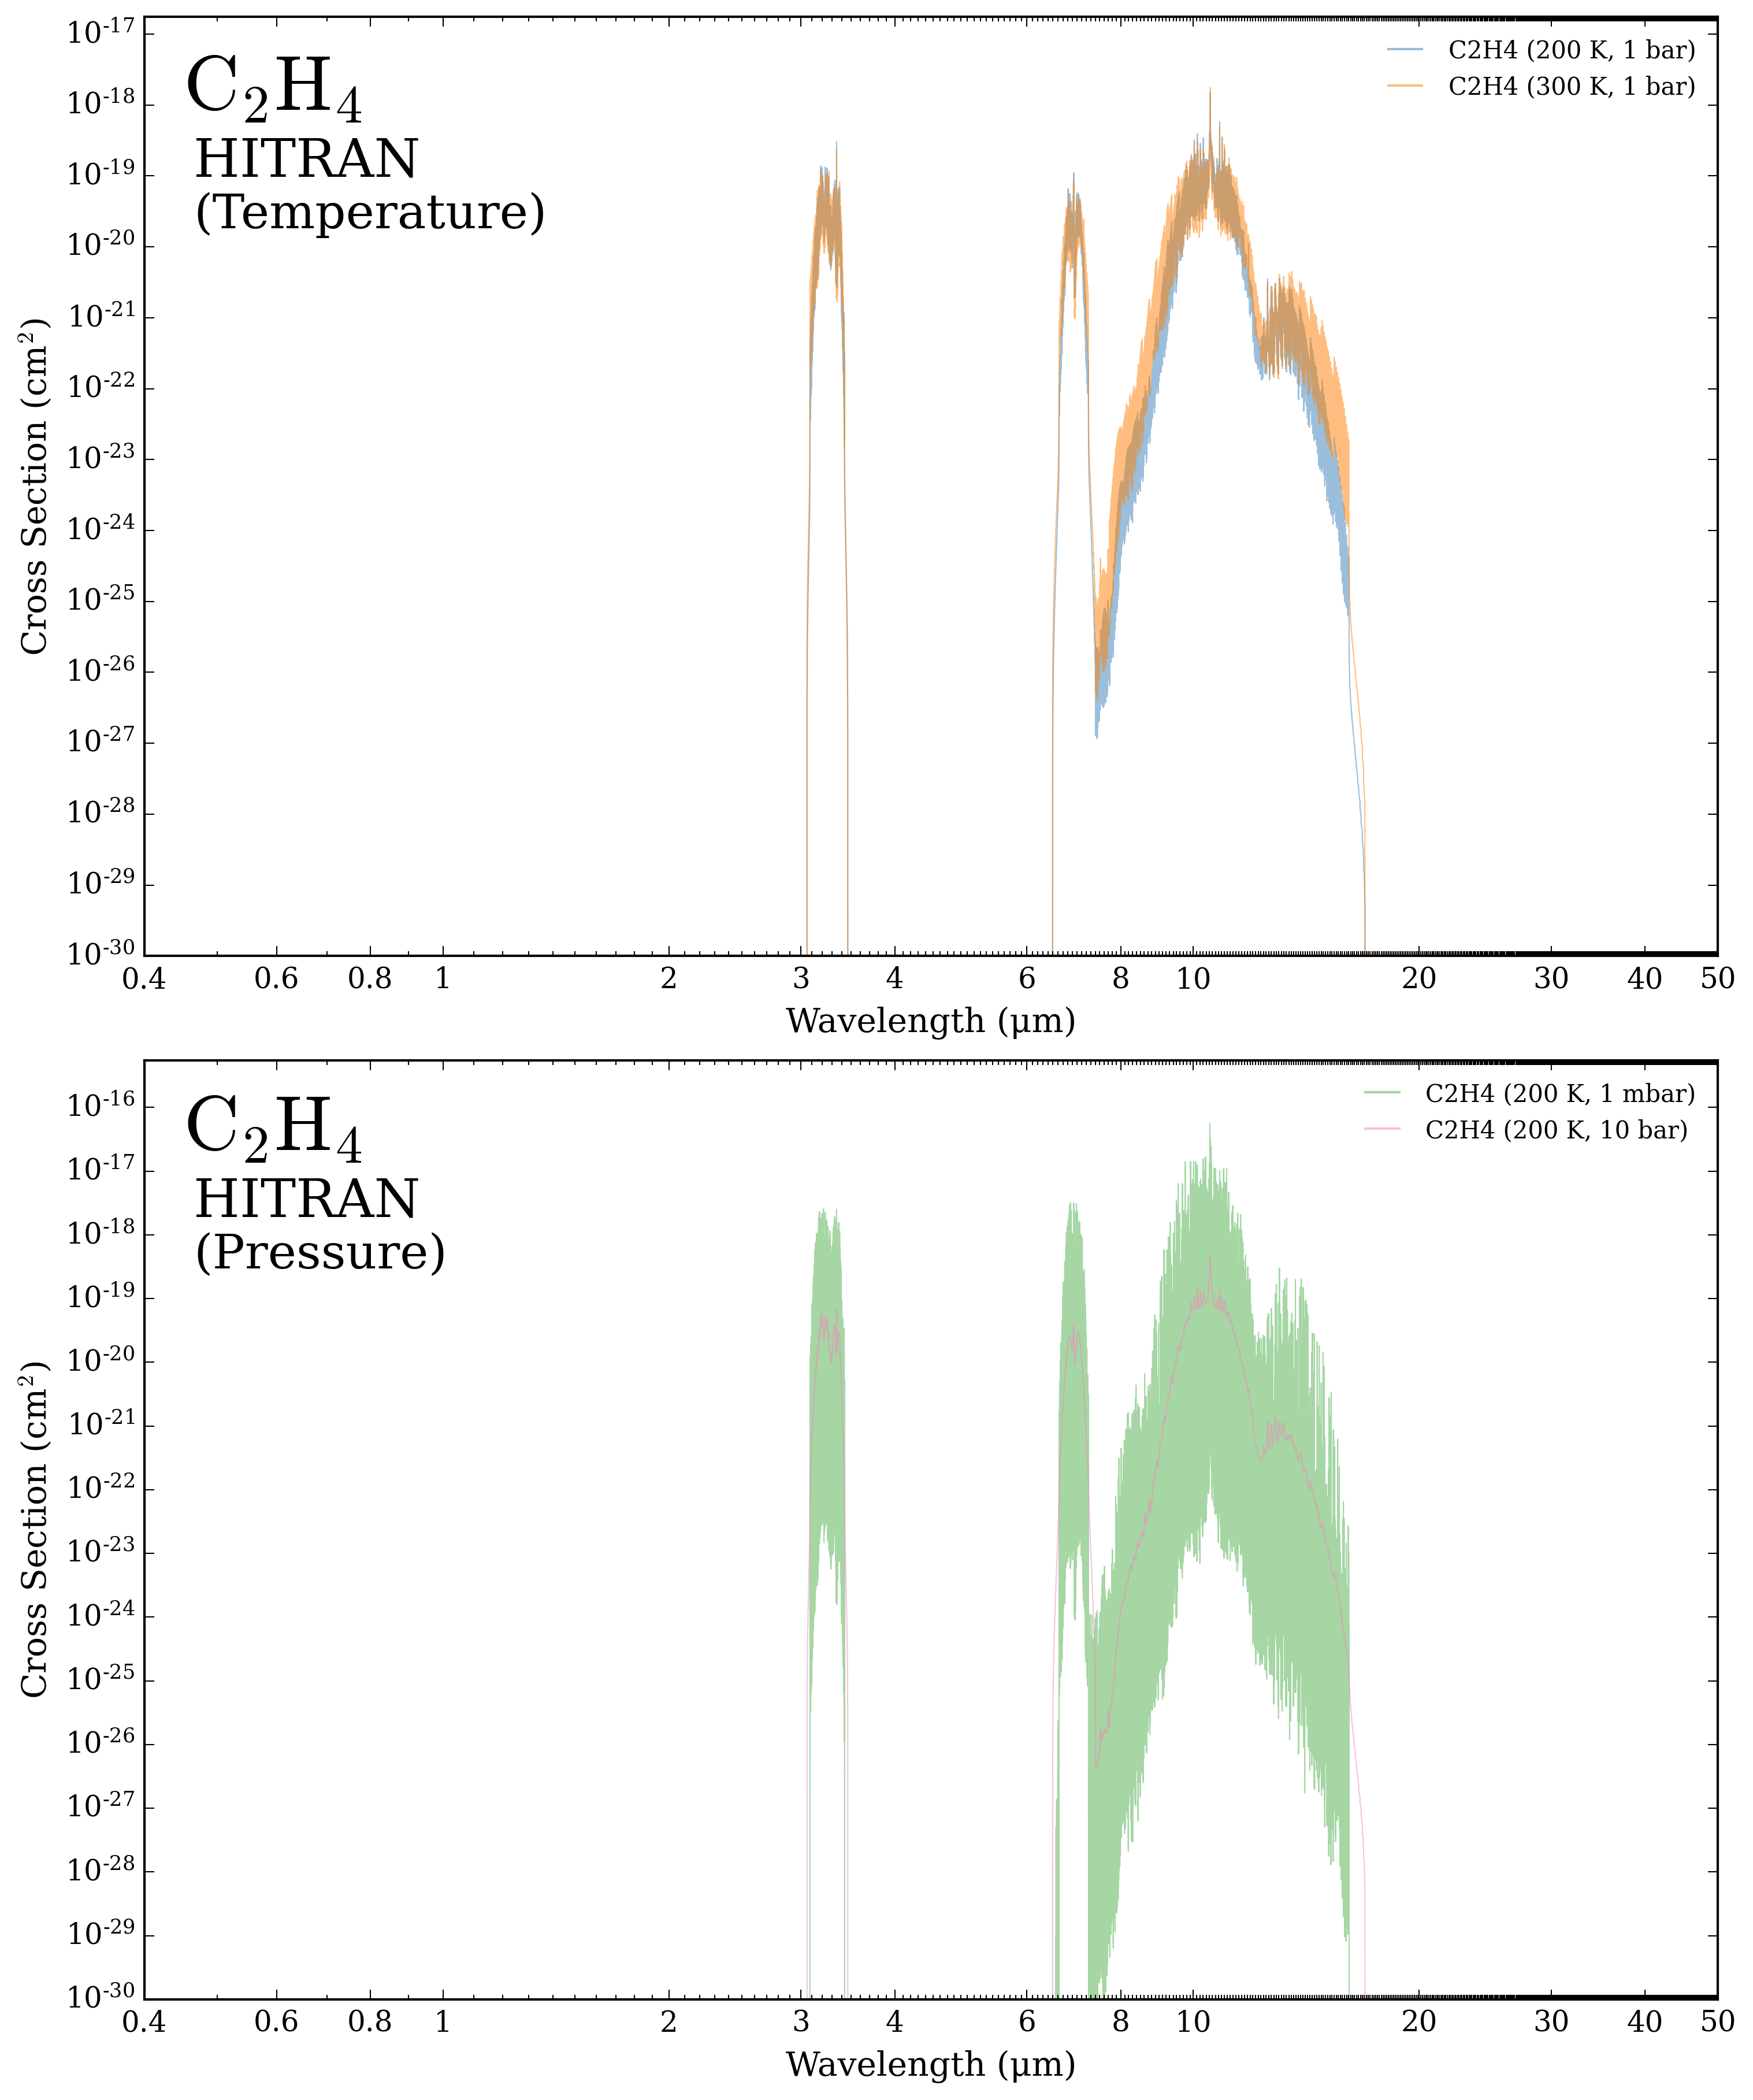 C₂H₄
HITRAN
(Temperature)
C2H4 (200 K, 1 bar)
C2H4 (300 K, 1 bar)
Cross Section (cm²)
10⁻¹⁷
10⁻¹⁸
10⁻¹⁹
10⁻²⁰
10⁻²¹
10⁻²²
10⁻²³
10⁻²⁴
10⁻²⁵
10⁻²⁶
10⁻²⁷
10⁻²⁸
10⁻²⁹
10⁻³⁰
0.4 0.6 0.8 1 2 3 4 6 8 10 20 30 40 50
Wavelength (μm)
C₂H₄
HITRAN
(Pressure)
C2H4 (200 K, 1 mbar)
C2H4 (200 K, 10 bar)
Cross Section (cm²)
10⁻¹⁶
10⁻¹⁷
10⁻¹⁸
10⁻¹⁹
10⁻²⁰
10⁻²¹
10⁻²²
10⁻²³
10⁻²⁴
10⁻²⁵
10⁻²⁶
10⁻²⁷
10⁻²⁸
10⁻²⁹
10⁻³⁰
0.4 0.6 0.8 1 2 3 4 6 8 10 20 30 40 50
Wavelength (μm)